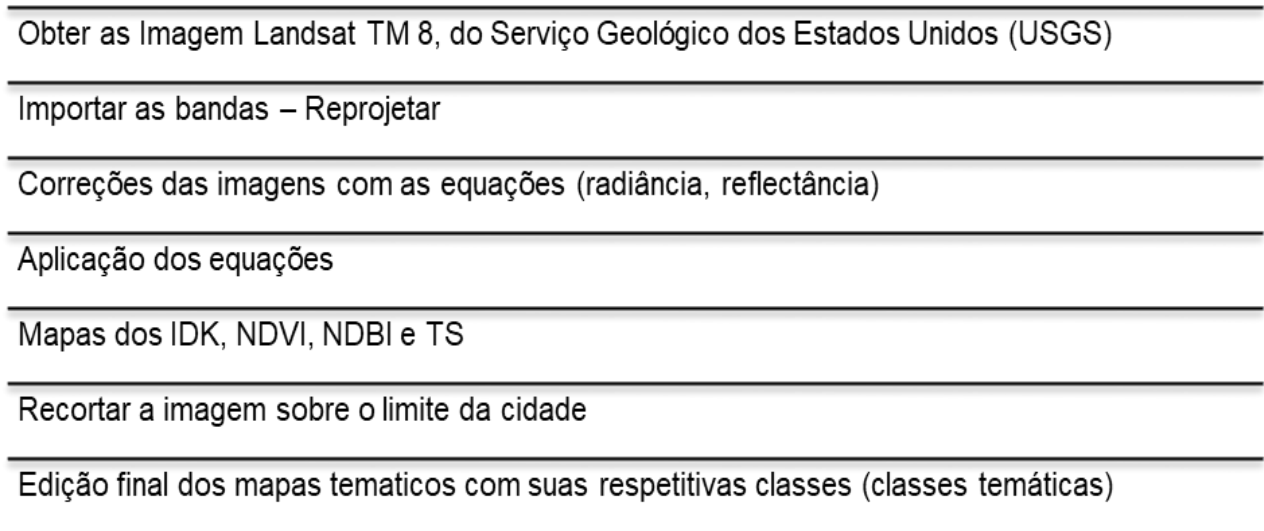 Obter as Imagem Landsat TM 8, do Serviço Geológico dos Estados Unidos (USGS)
Importar as bandas – Reprojetar
Correções das imagens com as equações (radiância, reflectância)
Aplicação dos equações
Mapas dos IDK, NDVI, NDBI e TS
Recortar a imagem sobre o limite da cidade
Edição final dos mapas tematicos com suas respetitivas classes (classes temáticas)